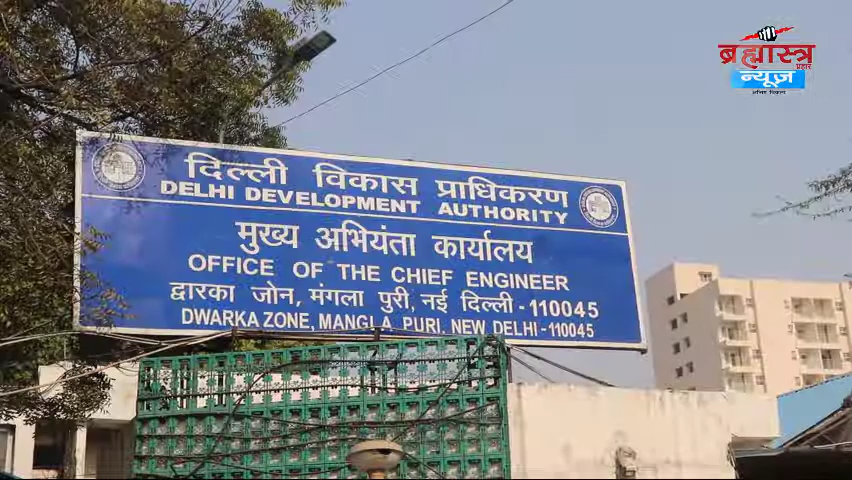 ब्रह्मास्त्र
न्यूज़
दिल्ली विकास प्राधिकरण
DELHI DEVELOPMENT AUTHORITY
मुख्य अभियंता कार्यालय
OFFICE OF THE CHIEF ENGINEER
द्वारका जोन, मंगला पुरी, नई दिल्ली - 110045
DWARKA ZONE, MANGLA PURI, NEW DELHI - 110045